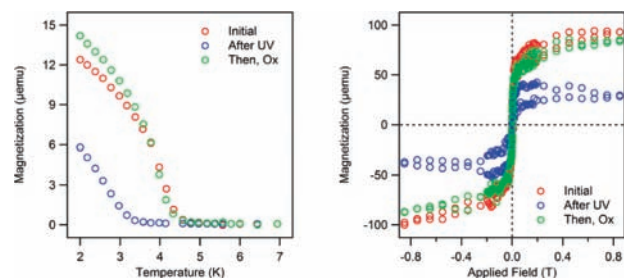 15
12
9
6
3
0
Magnetization (µemu)
Initial
After UV
Then, Ox
2
3
4
5
6
7
Temperature (K)
100
50
0
-50
-100
Magnetization (µemu)
Initial
After UV
Then, Ox
-0.8
-0.4
0.0
0.4
0.8
Applied Field (T)